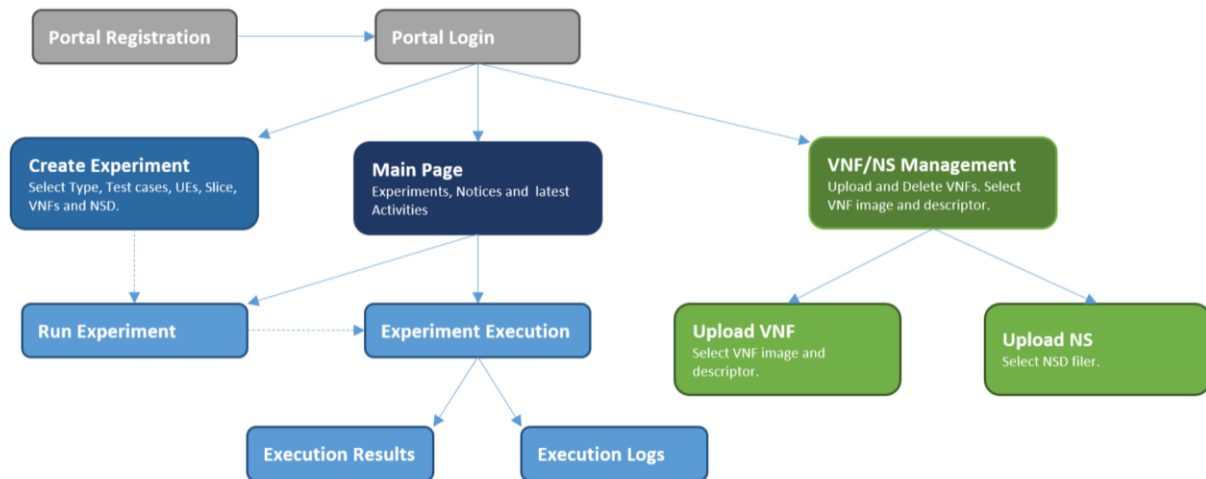 Portal Registration
Portal Login
Create Experiment
Select Type, Test cases, UEs, Slice,
VNFs and NSD.
Main Page
Experiments, Notices and latest
Activities
VNF/NS Management
Upload and Delete VNFs. Select
VNF image and descriptor.
Run Experiment
Experiment Execution
Upload VNF
Select VNF image and
descriptor.
Upload NS
Select NSD filer.
Execution Results
Execution Logs